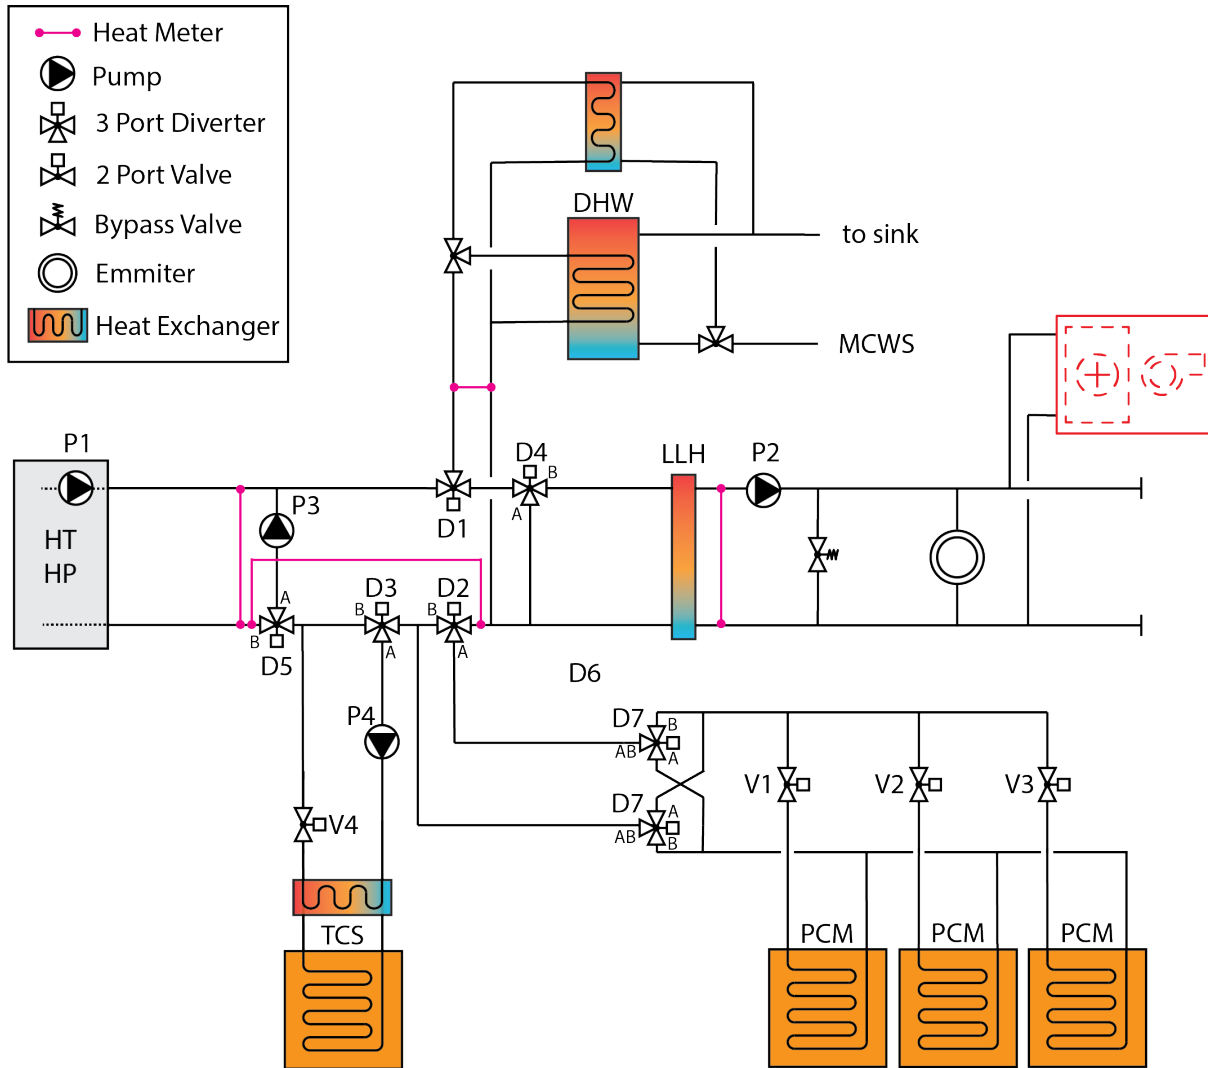 Heat Meter
Pump
3 Port Diverter
2 Port Valve
Bypass Valve
Emmiter
Heat Exchanger
DHW
to sink
MCWS
P1
HT
HP
P3
D1
D4
B
A
LLH
P2
A
B
D5
D3
B
A
D2
B
A
D6
P4
V4
TCS
D7
B
AB
A
D7
A
AB
B
V1
V2
V3
PCM
PCM
PCM